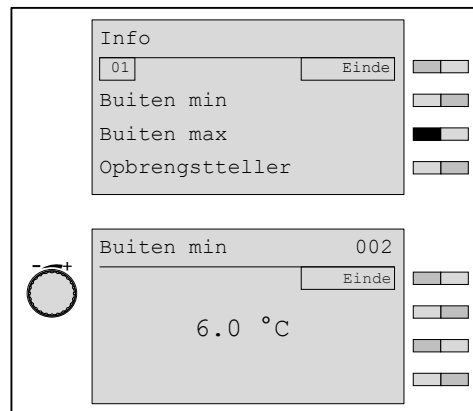 Info
01 Einde
Buiten min
Buiten max
Opbrengstteller
Buiten min 002
Einde
- +
6.0 °C